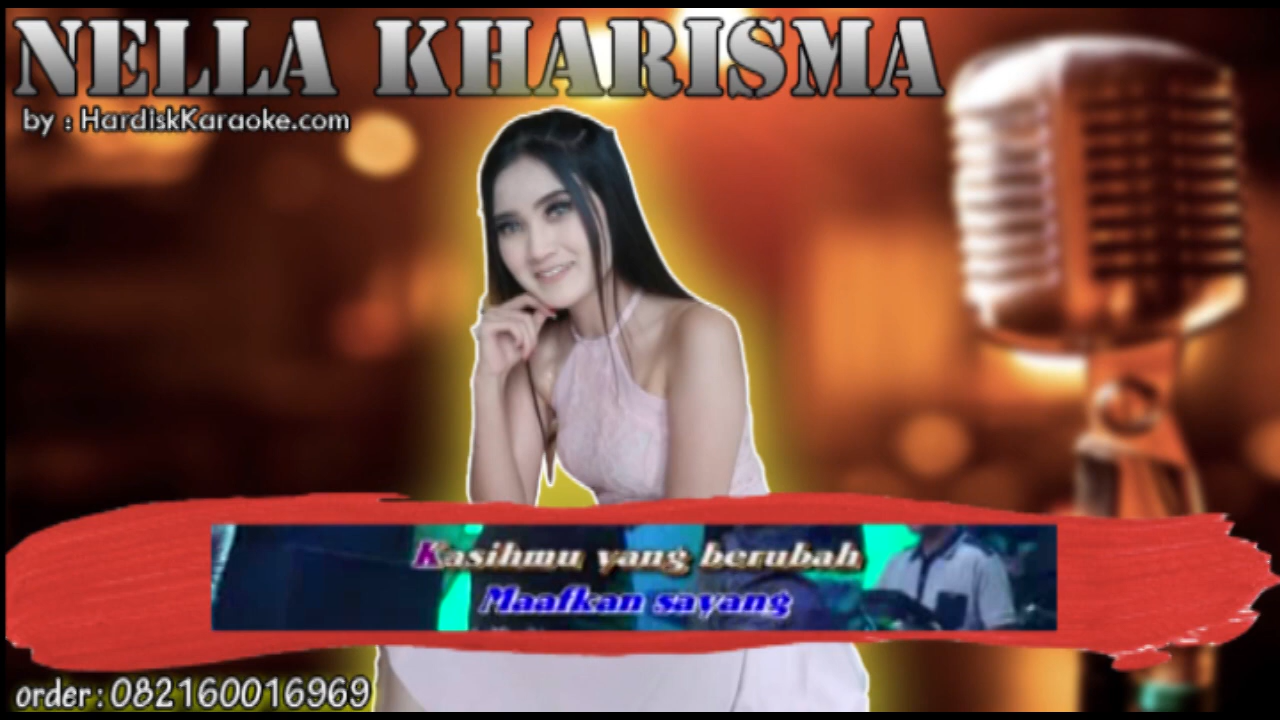 NELLA KHARISMA
by : HardiskKaraoke.com
Kasihmu yang berubah
Maafkan sayang
order : 082160016969